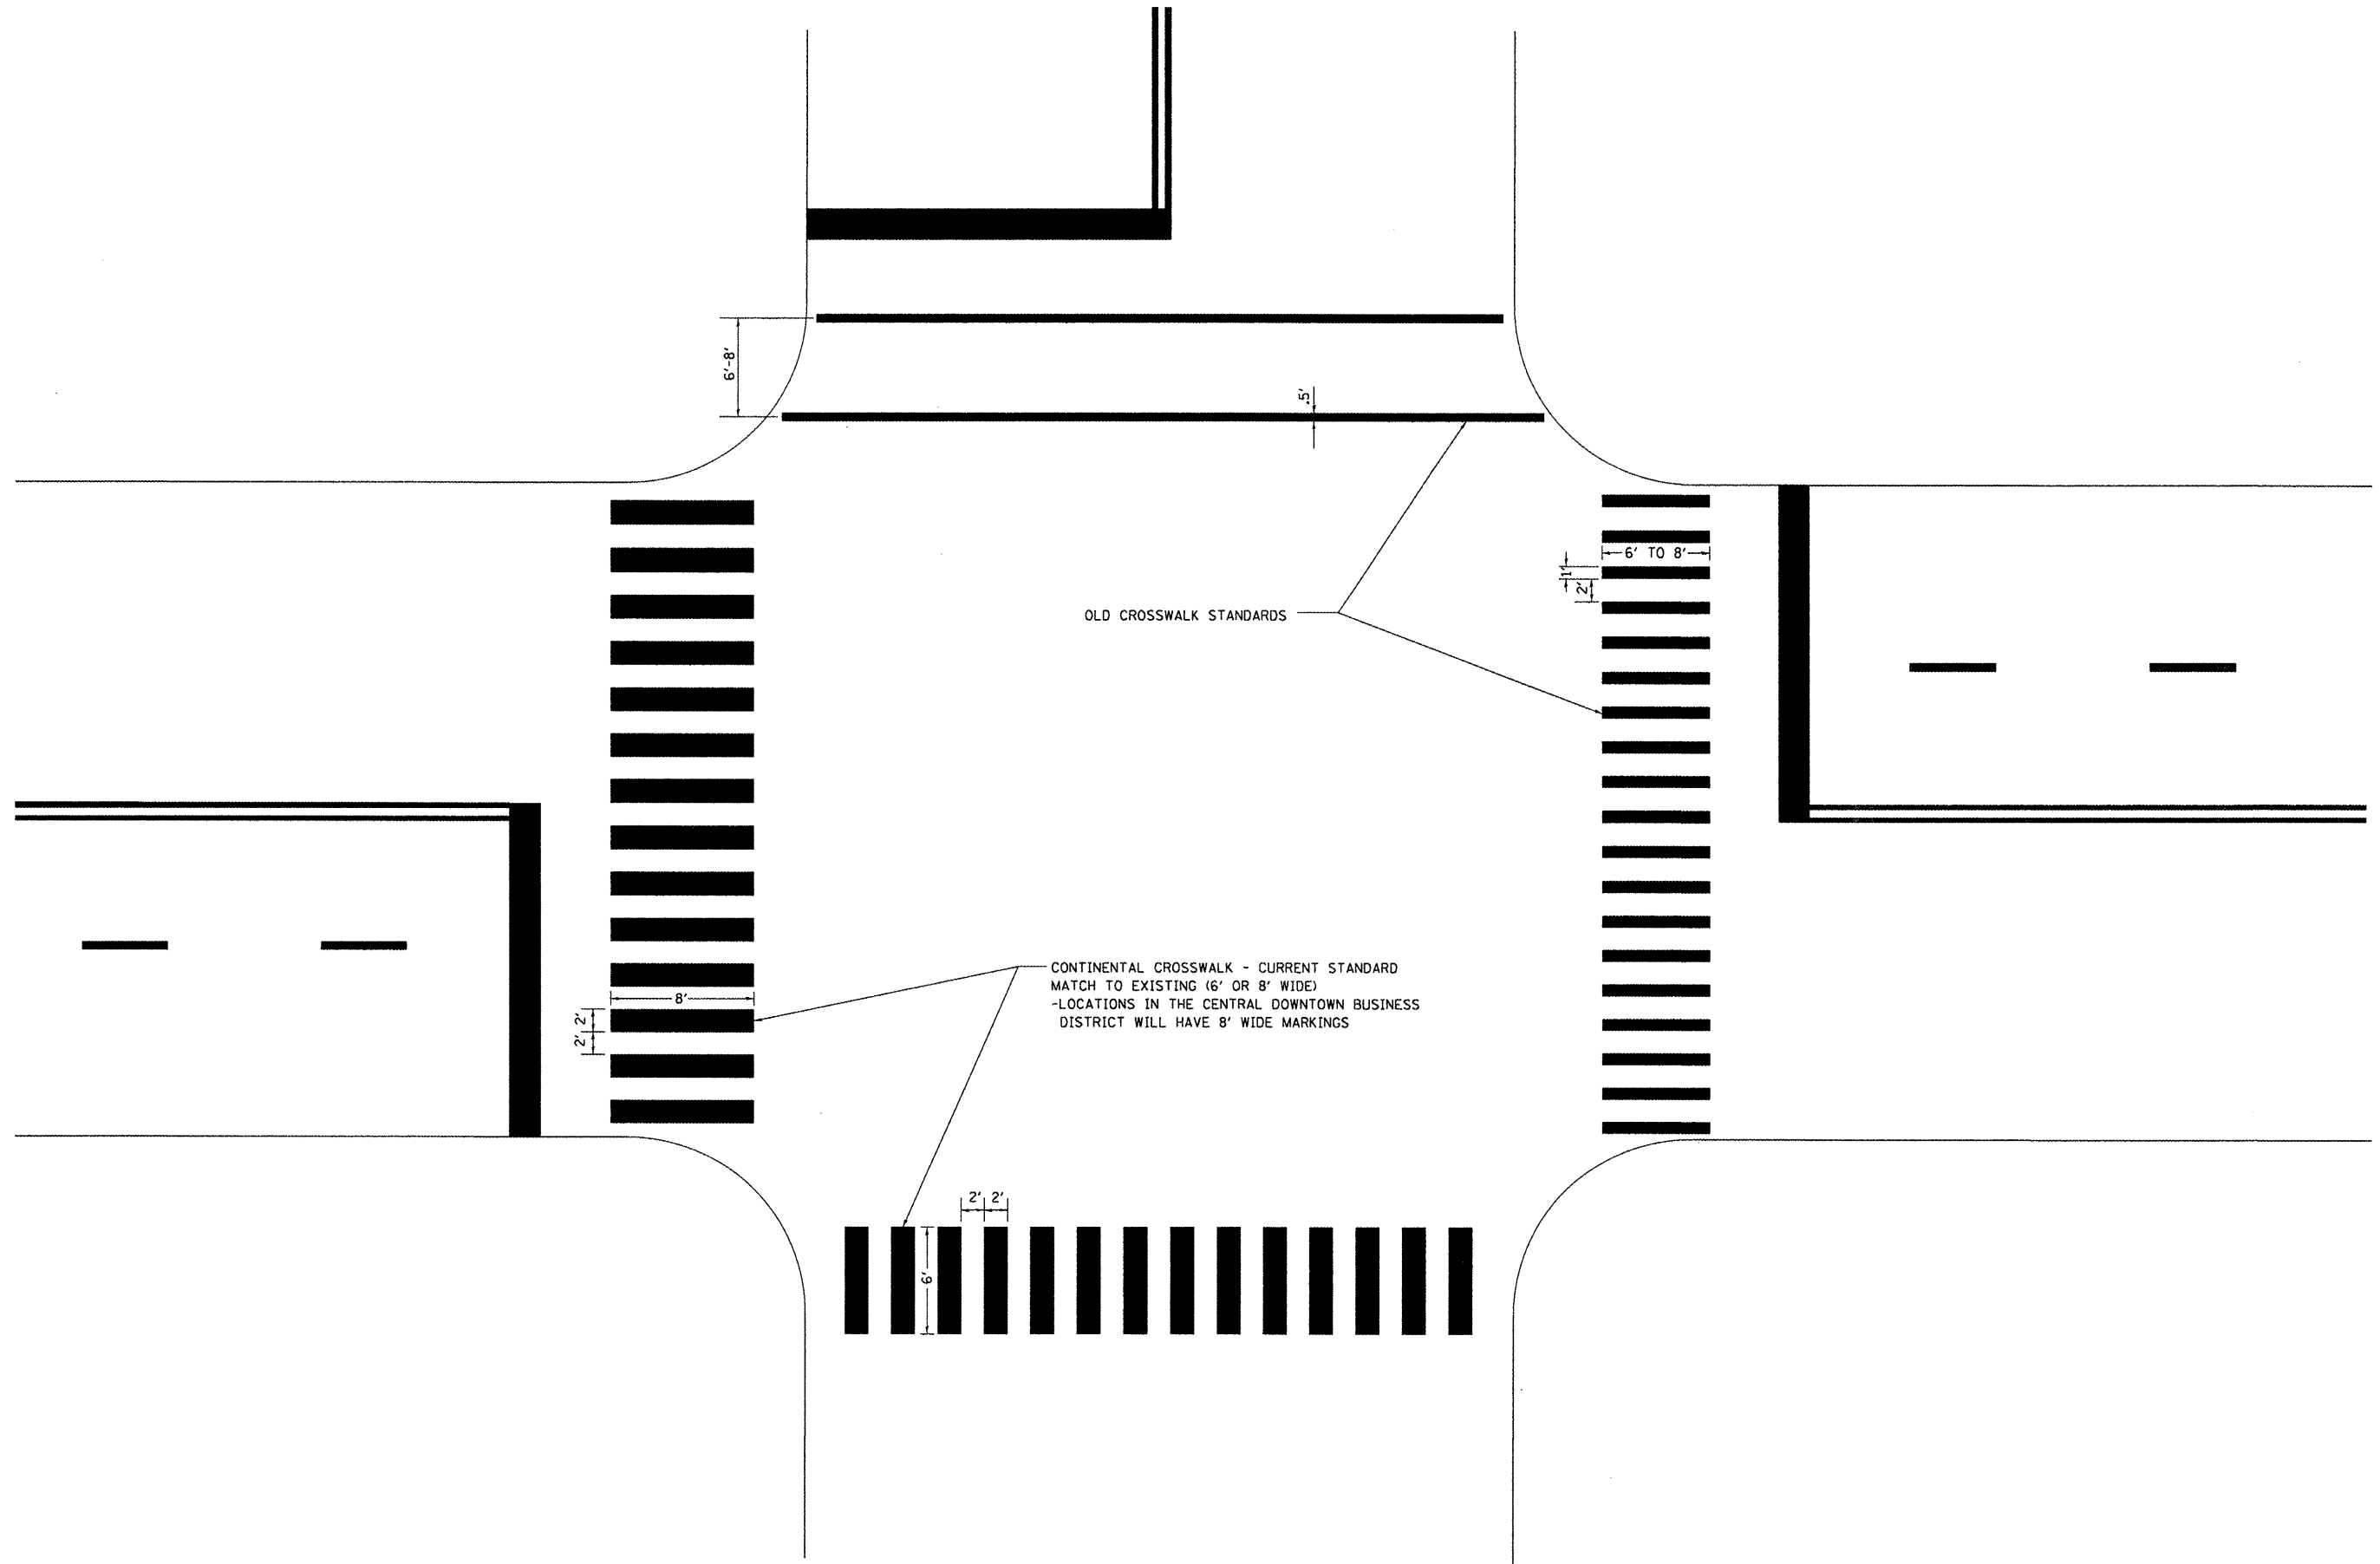 6'-8'
.5'
6' TO 8'
1'
2'
OLD CROSSWALK STANDARDS
CONTINENTAL CROSSWALK - CURRENT STANDARD
MATCH TO EXISTING (6' OR 8' WIDE)
-LOCATIONS IN THE CENTRAL DOWNTOWN BUSINESS
DISTRICT WILL HAVE 8' WIDE MARKINGS
8'
2'
2'
2' 2'
6'